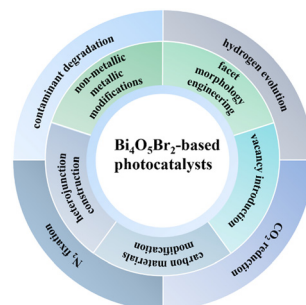 contaminant degradation
hydrogen evolution
non-metallic
metallic
modifications
facet
morphology
engineering
Bi₄O₅Br₂-based
photocatalysts
heterojunction
construction
vacancy introduction
carbon materials
modification
N₂ fixation
CO₂ reduction